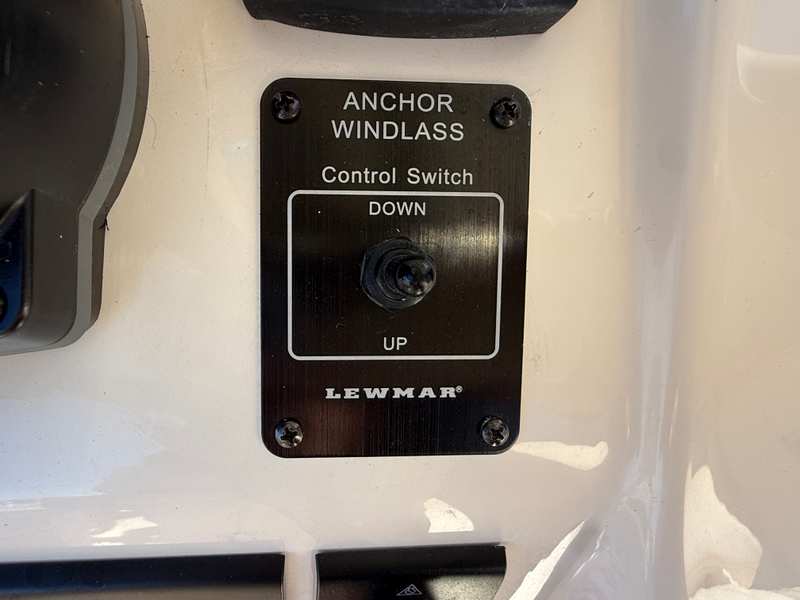 ANCHOR
WINDLASS
Control Switch
DOWN
UP
LEWMAR®